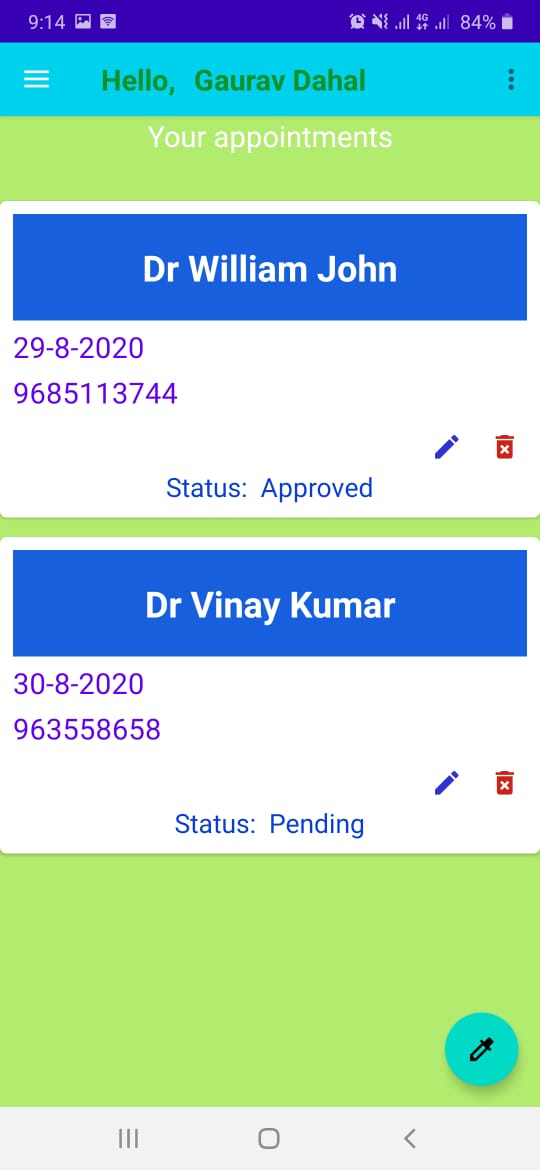 9:14 4G 84%
Hello, Gaurav Dahal
Your appointments
Dr William John
29-8-2020
9685113744
Status: Approved
Dr Vinay Kumar
30-8-2020
963558658
Status: Pending